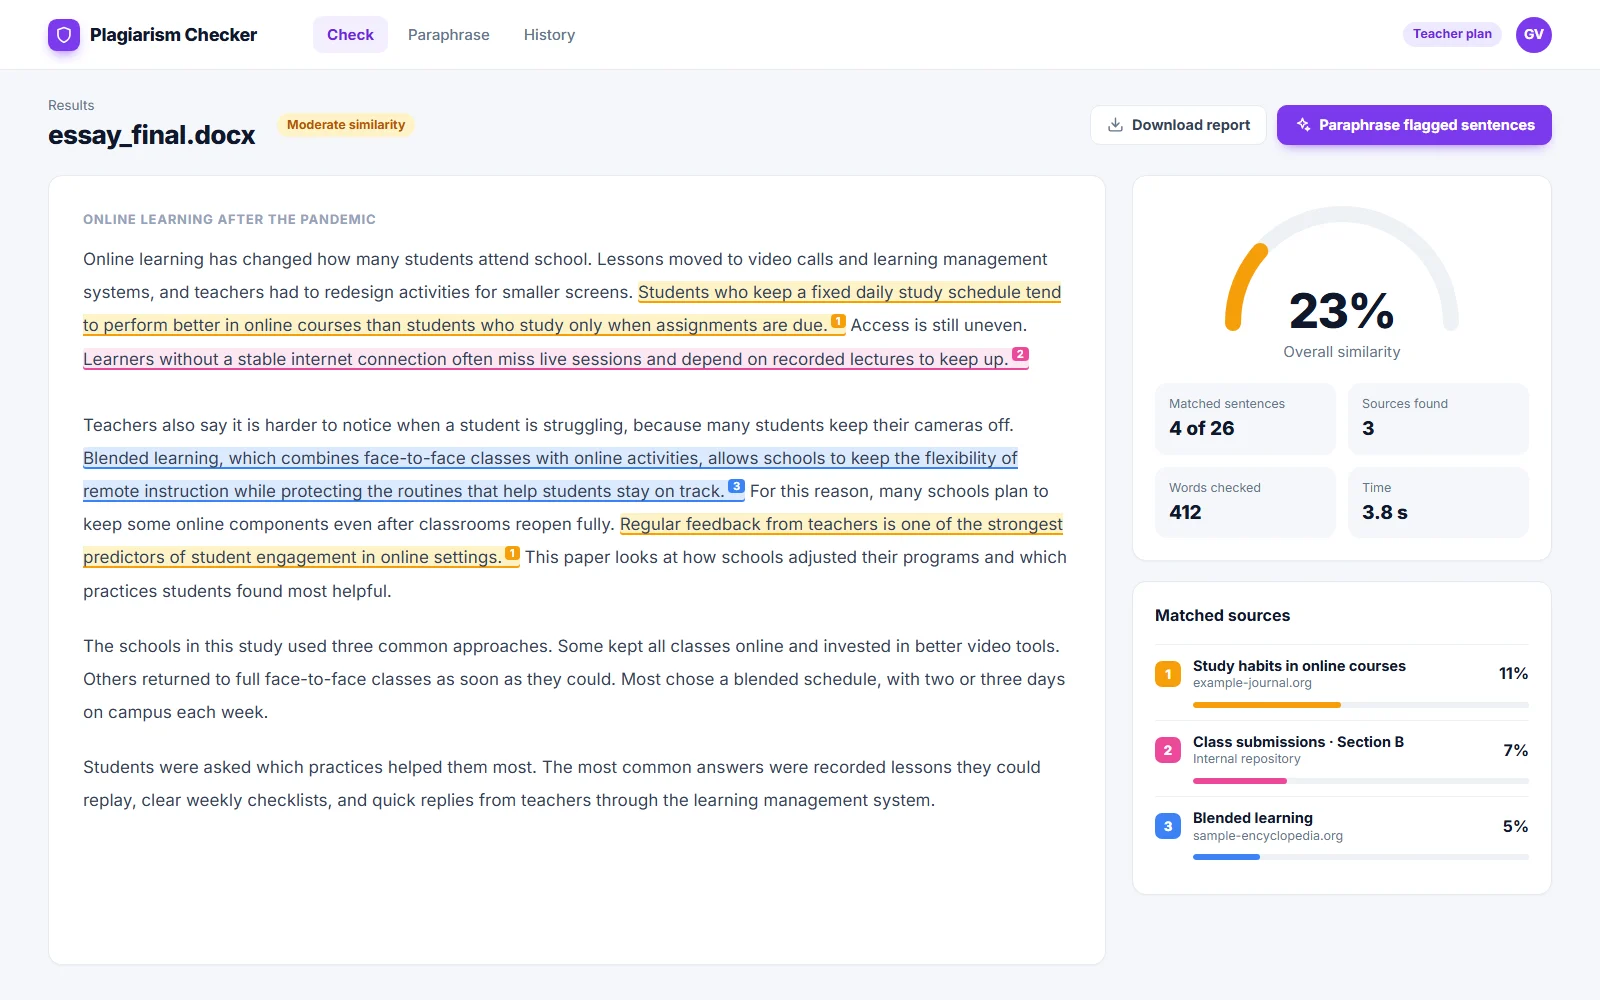 Plagiarism Checker
Check
Paraphrase
History
Teacher plan
GV
Results
essay_final.docx
Moderate similarity
Download report
Paraphrase flagged sentences
ONLINE LEARNING AFTER THE PANDEMIC
Online learning has changed how many students attend school. Lessons moved to video calls and learning management
systems, and teachers had to redesign activities for smaller screens. Students who keep a fixed daily study schedule tend
to perform better in online courses than students who study only when assignments are due. 1 Access is still uneven.
Learners without a stable internet connection often miss live sessions and depend on recorded lectures to keep up. 2
Teachers also say it is harder to notice when a student is struggling, because many students keep their cameras off.
Blended learning, which combines face-to-face classes with online activities, allows schools to keep the flexibility of
remote instruction while protecting the routines that help students stay on track. 3 For this reason, many schools plan to
keep some online components even after classrooms reopen fully. Regular feedback from teachers is one of the strongest
predictors of student engagement in online settings. 1 This paper looks at how schools adjusted their programs and which
practices students found most helpful.
The schools in this study used three common approaches. Some kept all classes online and invested in better video tools.
Others returned to full face-to-face classes as soon as they could. Most chose a blended schedule, with two or three days
on campus each week.
Students were asked which practices helped them most. The most common answers were recorded lessons they could
replay, clear weekly checklists, and quick replies from teachers through the learning management system.
23%
Overall similarity
Matched sentences
4 of 26
Sources found
3
Words checked
412
Time
3.8 s
Matched sources
1
Study habits in online courses
example-journal.org
11%
2
Class submissions · Section B
Internal repository
7%
3
Blended learning
sample-encyclopedia.org
5%